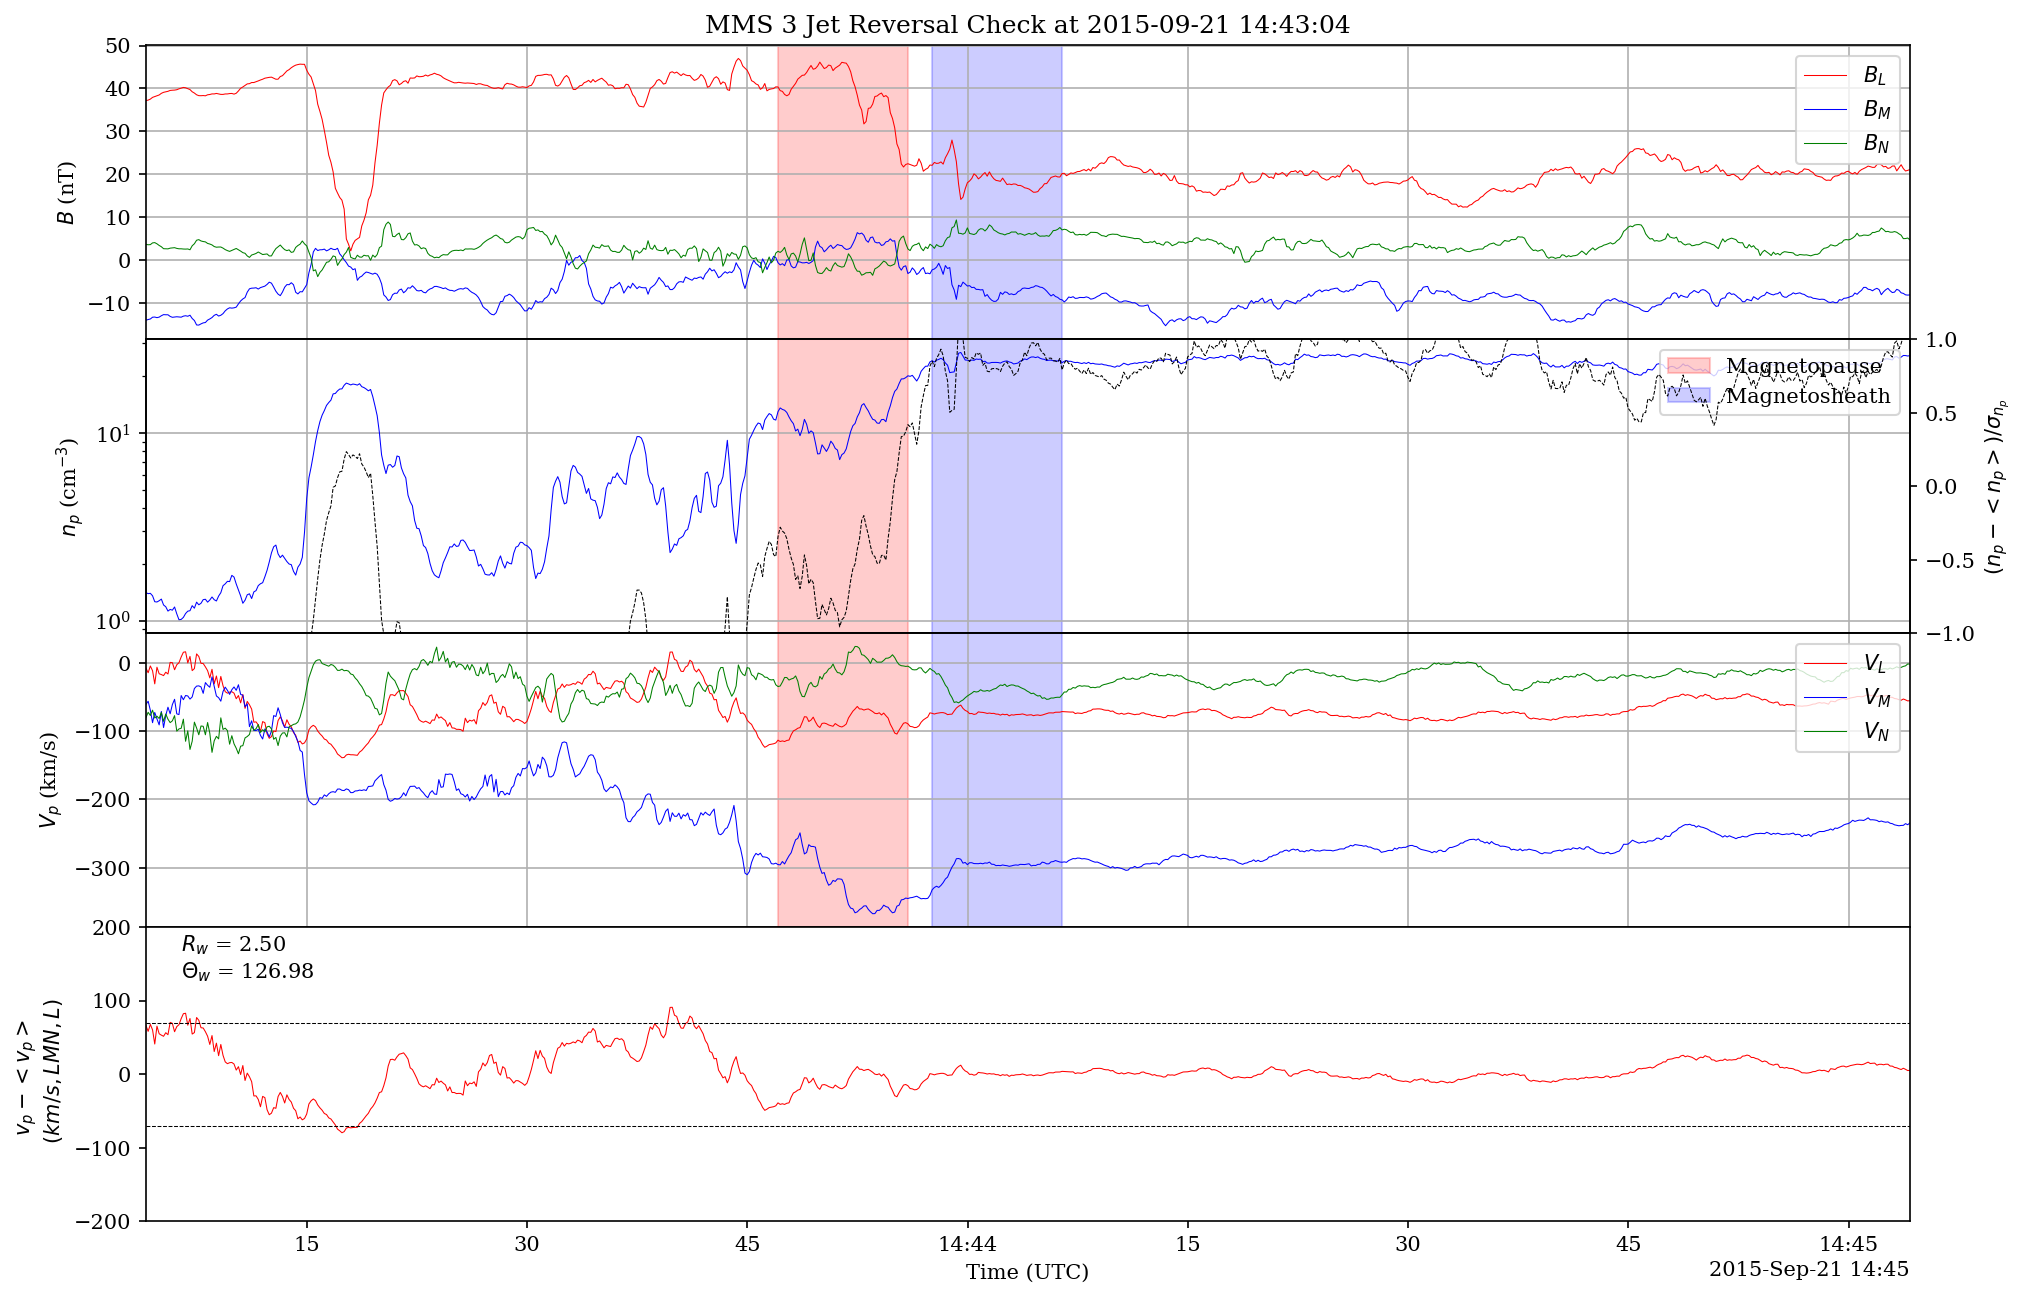 MMS 3 Jet Reversal Check at 2015-09-21 14:43:04
50
40
30
20
10
0
−10
B (nT)
B_L
B_M
B_N
10^1
10^0
n_p (cm^{−3})
1.0
0.5
0.0
−0.5
−1.0
(n_p − < n_p >)/σ_{n_p}
Magnetopause
Magnetosheath
0
−100
−200
−300
V_p (km/s)
V_L
V_M
V_N
200
100
0
−100
−200
v_p − < v_p >
(km/s, LMN, L)
R_w = 2.50
Θ_w = 126.98
15
30
45
14:44
15
30
45
14:45
Time (UTC)
2015-Sep-21 14:45